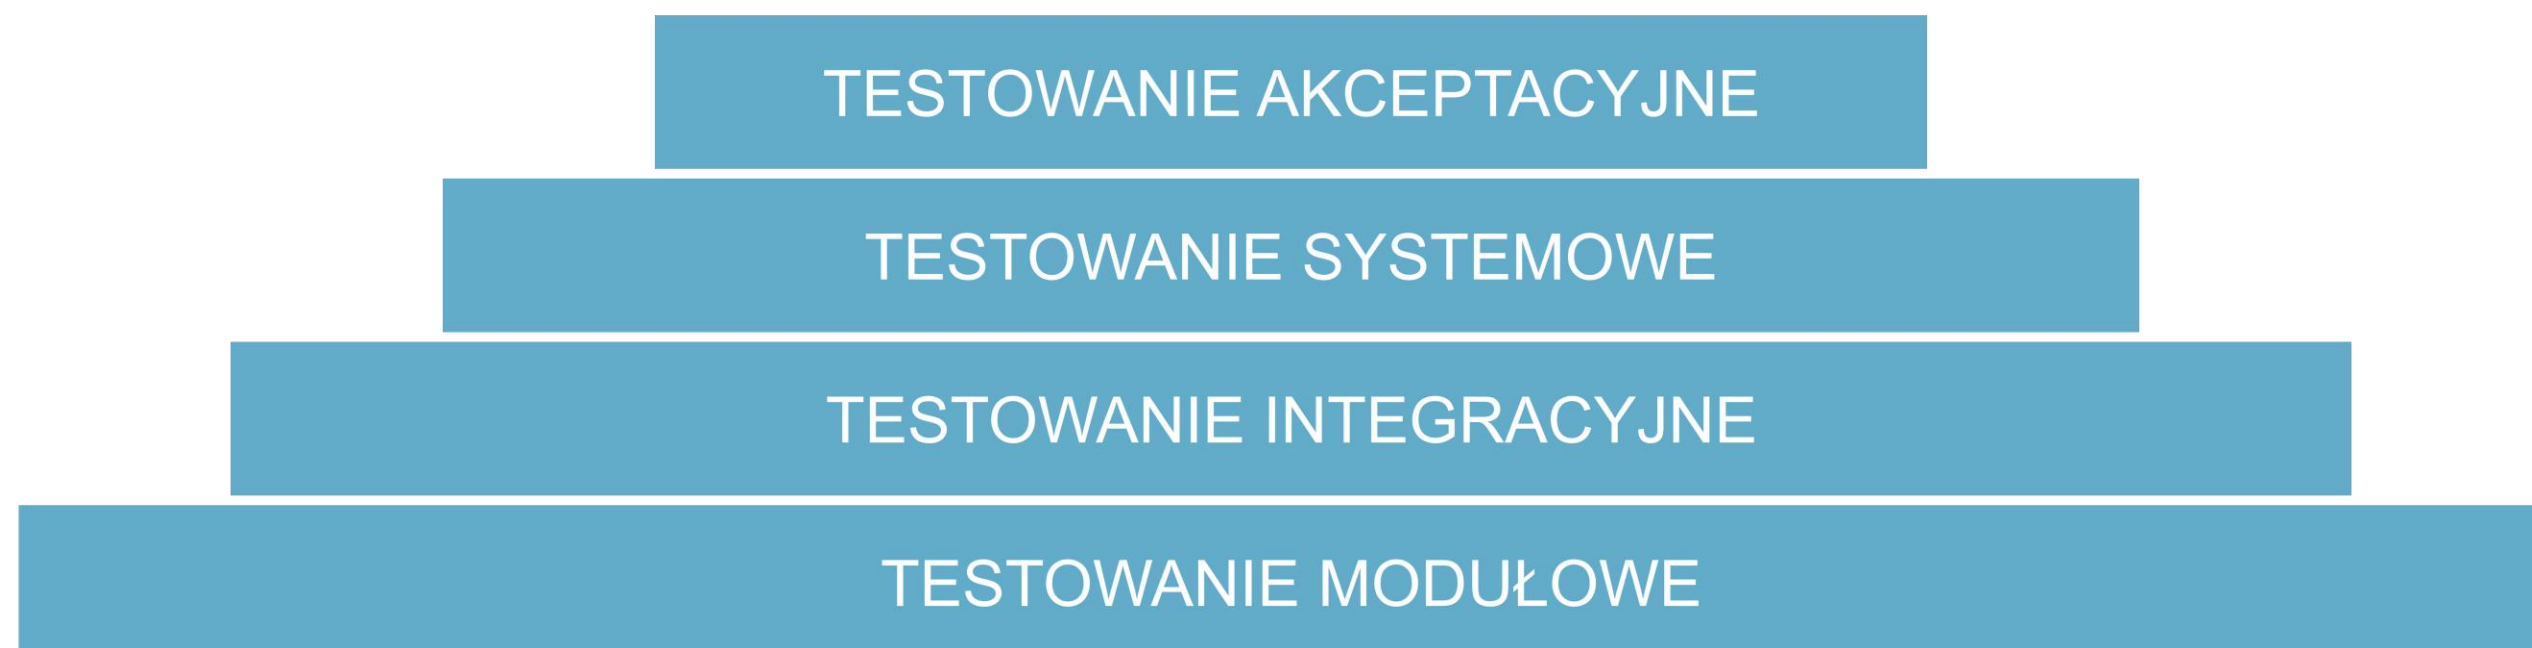 TESTOWANIE AKCEPTACYJNE
TESTOWANIE SYSTEMOWE
TESTOWANIE INTEGRACYJNE
TESTOWANIE MODUŁOWE